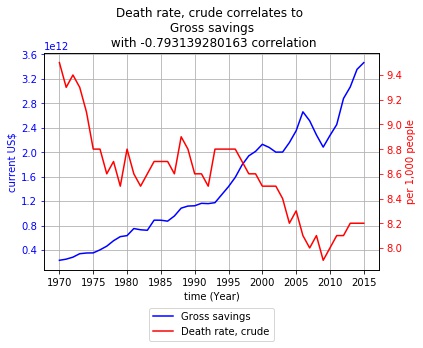 Death rate, crude correlates to
Gross savings
with -0.793139280163 correlation
1e12
3.6
3.2
2.8
2.4
2.0
1.6
1.2
0.8
0.4
current US$
9.4
9.2
9.0
8.8
8.6
8.4
8.2
8.0
per 1,000 people
1970 1975 1980 1985 1990 1995 2000 2005 2010 2015
time (Year)
Gross savings
Death rate, crude